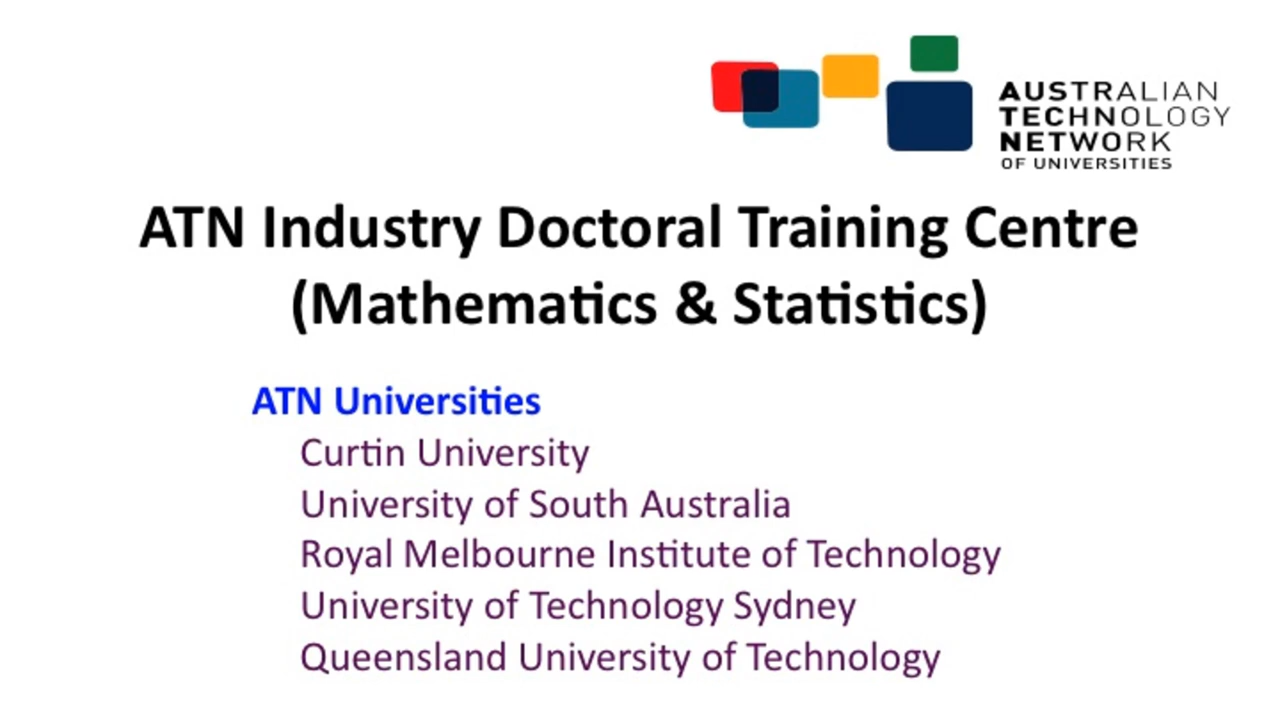 AUSTRALIAN
TECHNOLOGY
NETWORK
OF UNIVERSITIES
ATN Industry Doctoral Training Centre
(Mathematics & Statistics)
ATN Universities
Curtin University
University of South Australia
Royal Melbourne Institute of Technology
University of Technology Sydney
Queensland University of Technology